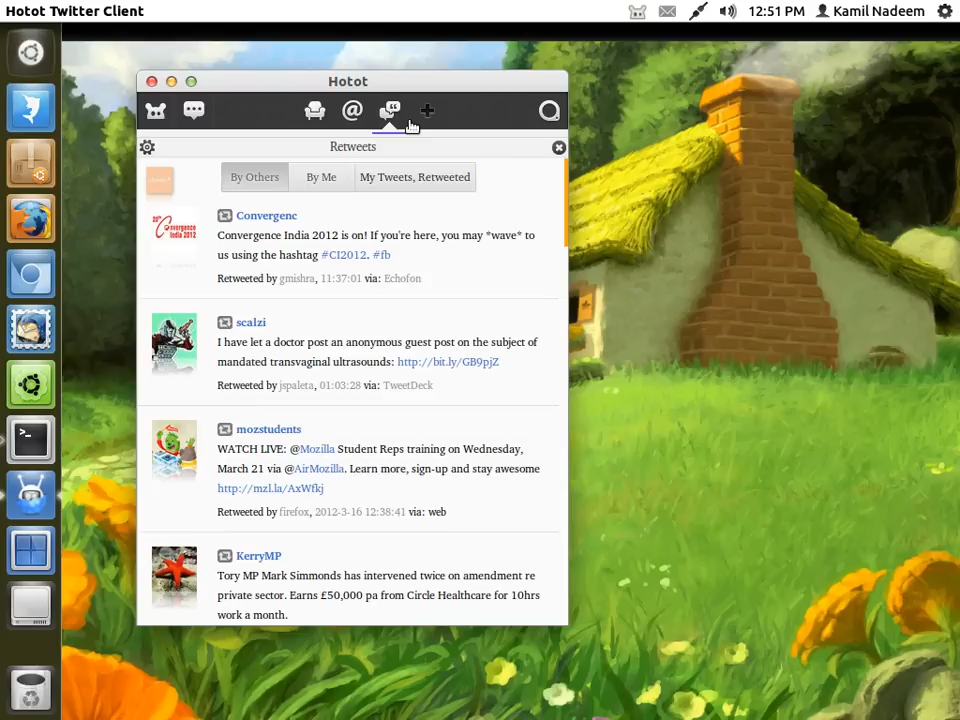 Hotot Twitter Client
12:51 PM Kamil Nadeem
Hotot
Retweets
By Others By Me My Tweets, Retweeted
Convergenc
Convergence India 2012 is on! If you're here, you may *wave* to
us using the hashtag #CI2012. #fb
Retweeted by gmishra, 11:37:01 via: Echofon
scalzi
I have let a doctor post an anonymous guest post on the subject of
mandated transvaginal ultrasounds: http://bit.ly/GB9pjZ
Retweeted by jspaleta, 01:03:28 via: TweetDeck
mozstudents
WATCH LIVE: @Mozilla Student Reps training on Wednesday,
March 21 via @AirMozilla. Learn more, sign-up and stay awesome
http://mzl.la/AxWfkj
Retweeted by firefox, 2012-3-16 12:38:41 via: web
KerryMP
Tory MP Mark Simmonds has intervened twice on amendment re
private sector. Earns £50,000 pa from Circle Healthcare for 10hrs
work a month.